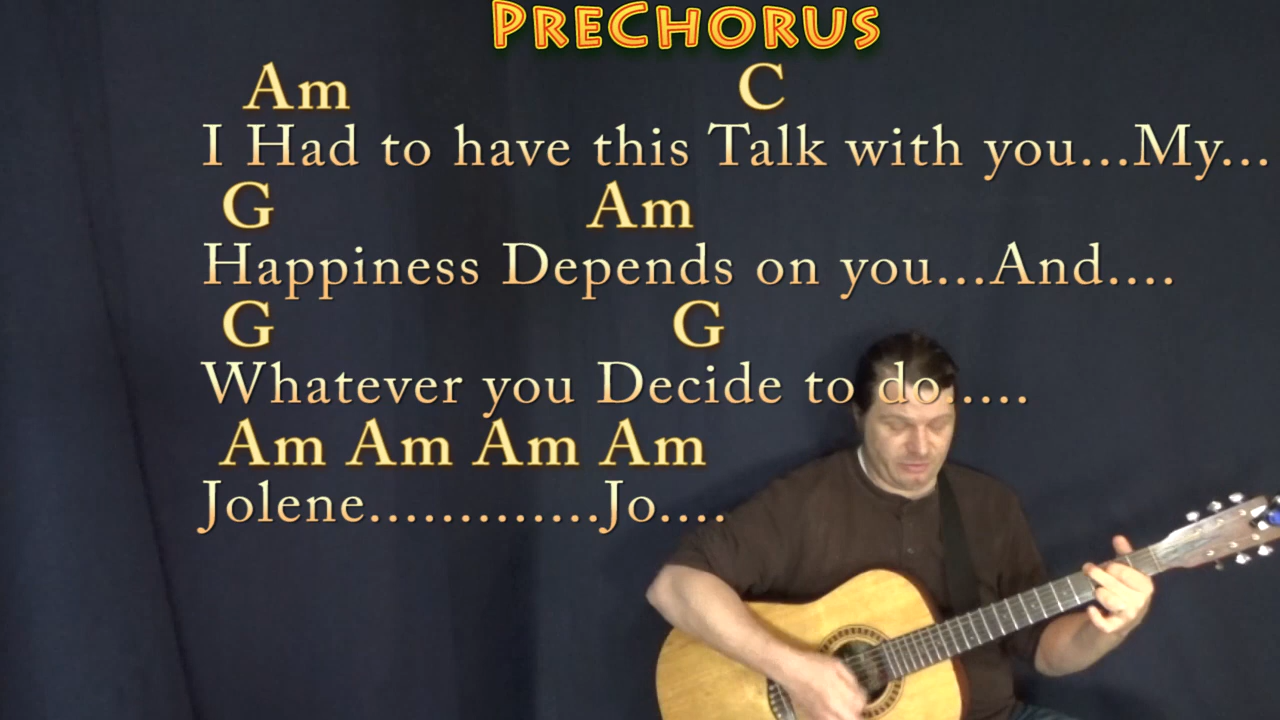 PreChorus
Am C
I Had to have this Talk with you...My...
G Am
Happiness Depends on you...And....
G G
Whatever you Decide to do.....
Am Am Am Am
Jolene.............Jo....